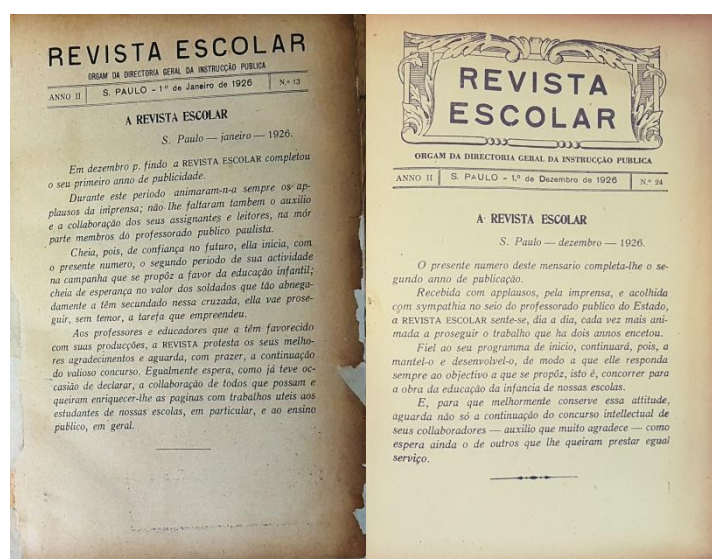 REVISTA ESCOLAR
ORGAM DA DIRECTORIA GERAL DA INSTRUCÇÃO PUBLICA
ANNO II
S. PAULO - 1º de Janeiro de 1926
N.º 13
A REVISTA ESCOLAR
S. Paulo — janeiro — 1926.
Em dezembro p. findo a REVISTA ESCOLAR completou
o seu primeiro anno de publicidade.
Durante este periodo animaram-n-a sempre os ap-
plausos da imprensa; não lhe faltaram tambem o auxilio
e a collaboração dos seus assignantes e leitores, na mór
parte membros do professorado publico paulista.
Cheia, pois, de confiança no futuro, ella inicia, com
o presente numero, o segundo periodo de sua actividade
na campanha que se propôz a favor da educação infantil;
cheia de esperança no valor dos soldados que tão abnega-
damente a têm secundado nessa cruzada, ella vae prose-
guir, sem temor, a tarefa que empreendeu.
Aos professores e educadores que a têm favorecido
com suas producções, a REVISTA protesta os seus melho-
res agradecimentos e aguarda, com prazer, a continuação
do valioso concurso. Egualmente espera, como já teve oc-
casião de declarar, a collaboração de todos que possam e
queiram enriquecer-lhe as paginas com trabalhos uteis aos
estudantes de nossas escolas, em particular, e ao ensino
publico, em geral.
REVISTA
ESCOLAR
ORGAM DA DIRECTORIA GERAL DA INSTRUCÇÃO PUBLICA
ANNO II
S. PAULO - 1.º de Dezembro de 1926
N.º 24
A REVISTA ESCOLAR
S. Paulo — dezembro — 1926.
O presente numero deste mensario completa-lhe o se-
gundo anno de publicação.
Recebida com applausos, pela imprensa, e acolhida
com sympathia no seio do professorado publico do Estado,
a REVISTA ESCOLAR sente-se, dia a dia, cada vez mais ani-
mada a proseguir o trabalho que ha dois annos encetou.
Fiel ao seu programma de inicio, continuará, pois, a
mantel-o e desenvolvel-o, de modo a que elle responda
sempre ao objectivo a que se propôz, isto é, concorrer para
a obra da educação da infancia de nossas escolas.
E, para que melhormente conserve essa attitude,
aguarda não só a continuação do concurso intellectual de
seus collaboradores — auxilio que muito agradece — como
espera ainda o de outros que lhe queiram prestar egual
serviço.